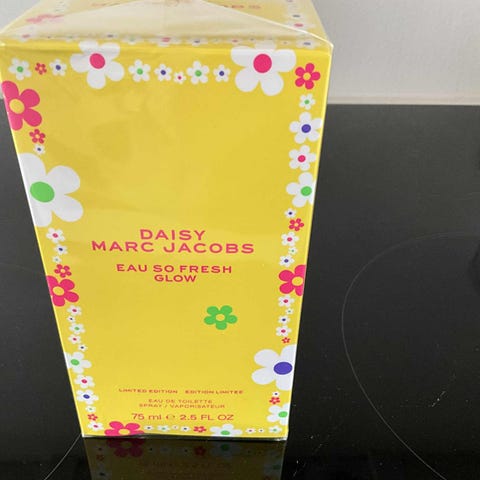 DAISY
MARC JACOBS
EAU SO FRESH
GLOW
LIMITED EDITION EDITION LIMITÉE
EAU DE TOILETTE
SPRAY / VAPORISATEUR
75 ml ℮ 2.5 FL OZ